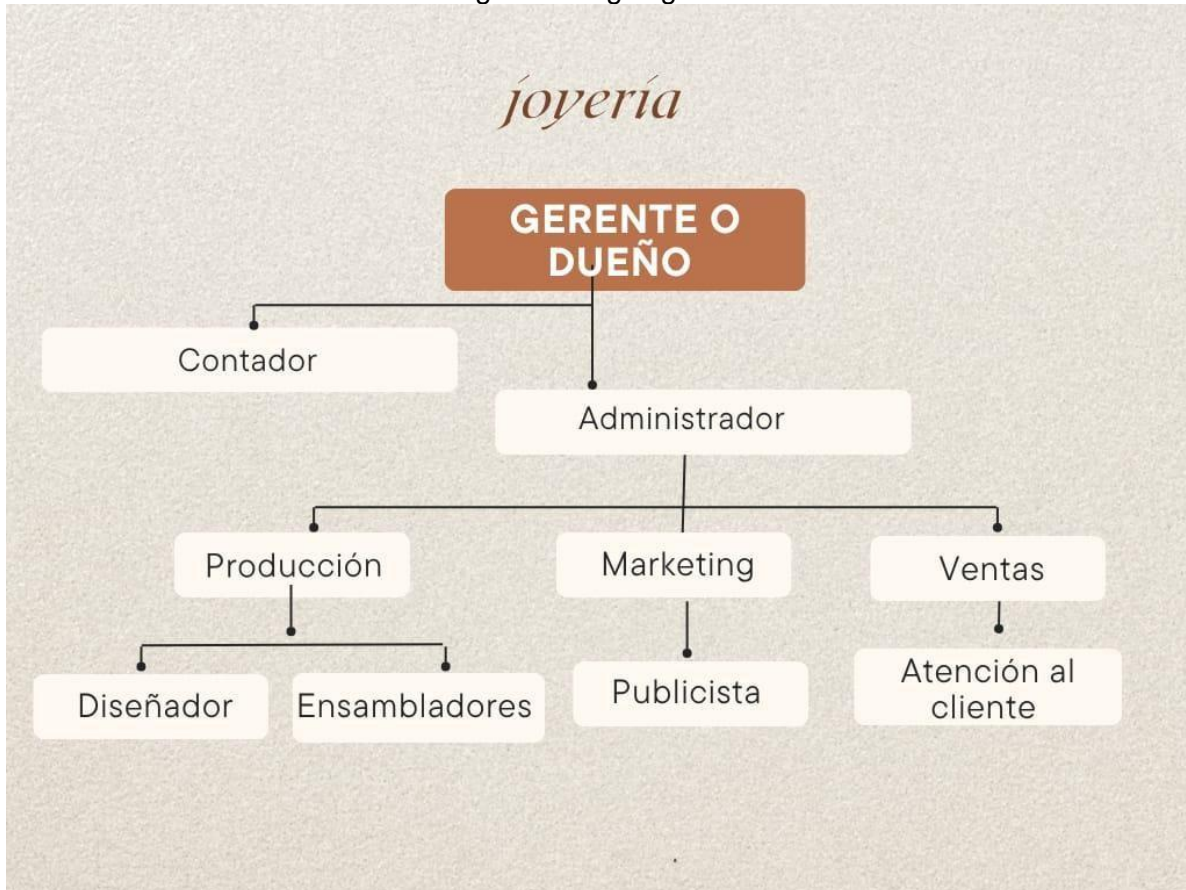 joyería
GERENTE O
DUEÑO
Contador
Administrador
Producción
Marketing
Ventas
Diseñador
Ensambladores
Publicista
Atención al
cliente